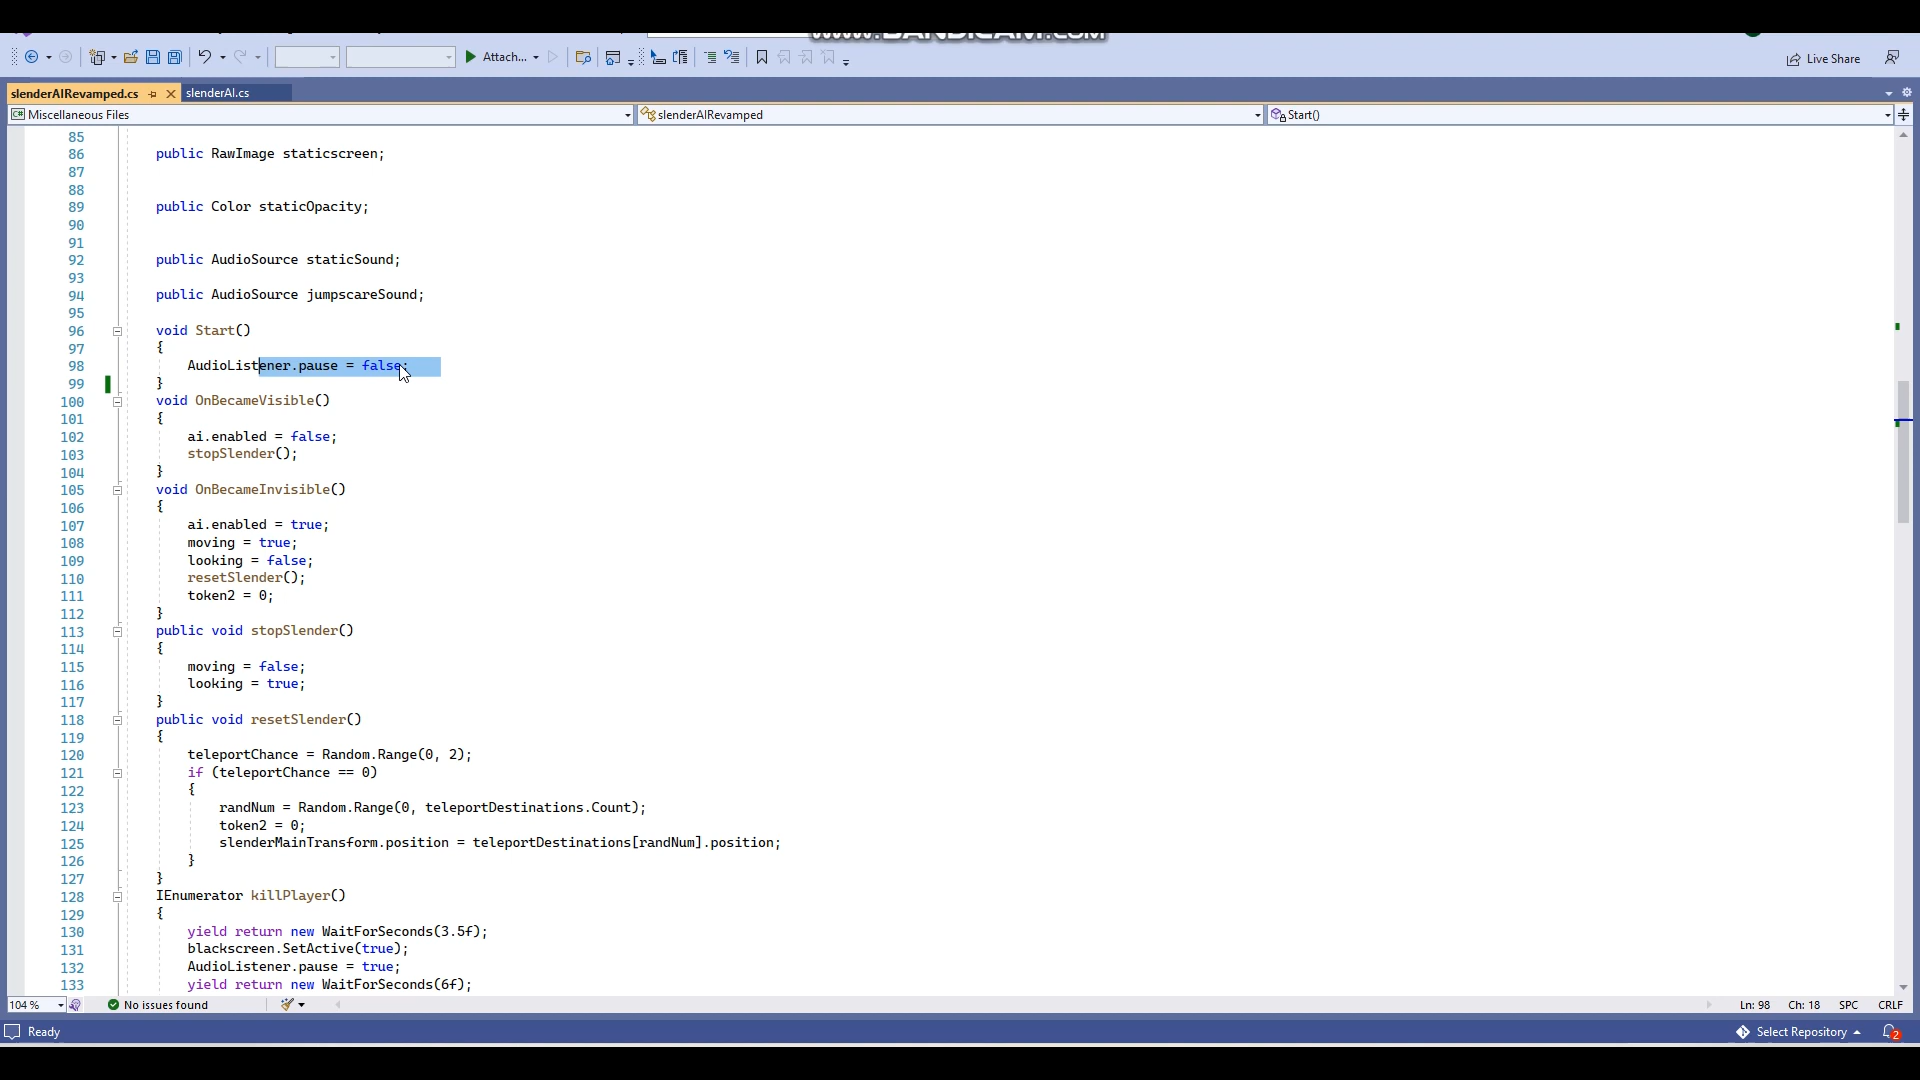 Attach...
Live Share
slenderAIRevamped.cs
slenderAI.cs
C# Miscellaneous Files
slenderAIRevamped
Start()
85
86 public RawImage staticscreen;
87
88
89 public Color staticOpacity;
90
91
92 public AudioSource staticSound;
93
94 public AudioSource jumpscareSound;
95
96 void Start()
97 {
98 AudioListener.pause = false;
99 }
100 void OnBecameVisible()
101 {
102 ai.enabled = false;
103 stopSlender();
104 }
105 void OnBecameInvisible()
106 {
107 ai.enabled = true;
108 moving = true;
109 looking = false;
110 resetSlender();
111 token2 = 0;
112 }
113 public void stopSlender()
114 {
115 moving = false;
116 looking = true;
117 }
118 public void resetSlender()
119 {
120 teleportChance = Random.Range(0, 2);
121 if (teleportChance == 0)
122 {
123 randNum = Random.Range(0, teleportDestinations.Count);
124 token2 = 0;
125 slenderMainTransform.position = teleportDestinations[randNum].position;
126 }
127 }
128 IEnumerator killPlayer()
129 {
130 yield return new WaitForSeconds(3.5f);
131 blackscreen.SetActive(true);
132 AudioListener.pause = true;
133 yield return new WaitForSeconds(6f);
104 %
No issues found
Ln: 98
Ch: 18
SPC
CRLF
Ready
Select Repository
2